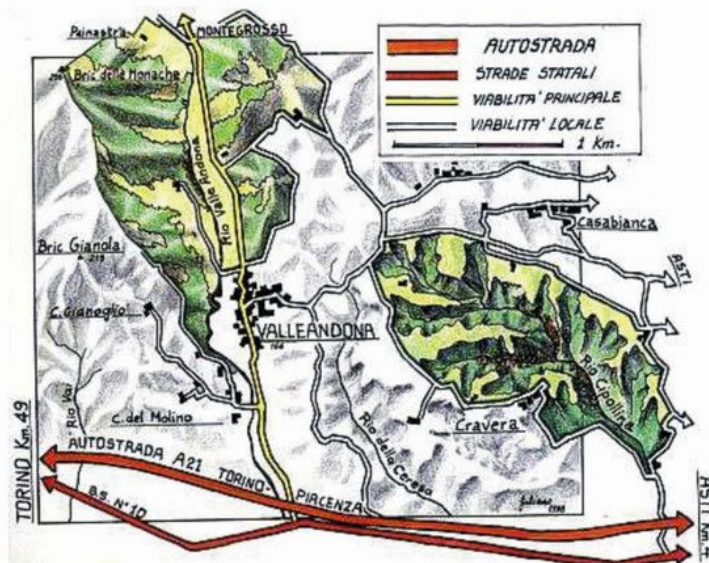 Painastra
MONTEGROSSO
Bric delle Monache
AUTOSTRADA
STRADE STATALI
VIABILITA' PRINCIPALE
VIABILITA' LOCALE
1 Km.
Rio Valle Andona
Casabianca
Bric Gianola
219
ASTI
C. Gianoglio
VALLEANDONA
166
Rio Cipollina
Rio Vai
C. del Molino
Cravera
Rio della Ceresa
TORINO Km.49
AUTOSTRADA A21 TORINO-PIACENZA
S.S. N°10
ASTI Km.4